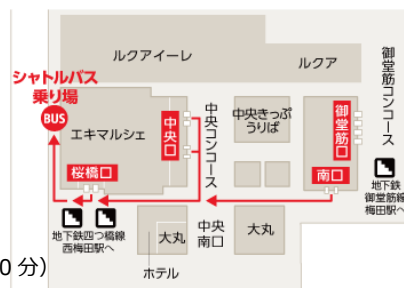 ルクアイーレ
ルクア
シャトルバス
乗り場
BUS
エキマルシェ
中央口
中央コンコース
中央きっぷ
うりば
御堂筋口
御堂筋コンコース
桜橋口
南口
地下鉄
御堂筋線
梅田駅へ
地下鉄四つ橋線
西梅田駅へ
大丸
中央
南口
大丸
ホテル
0 分）